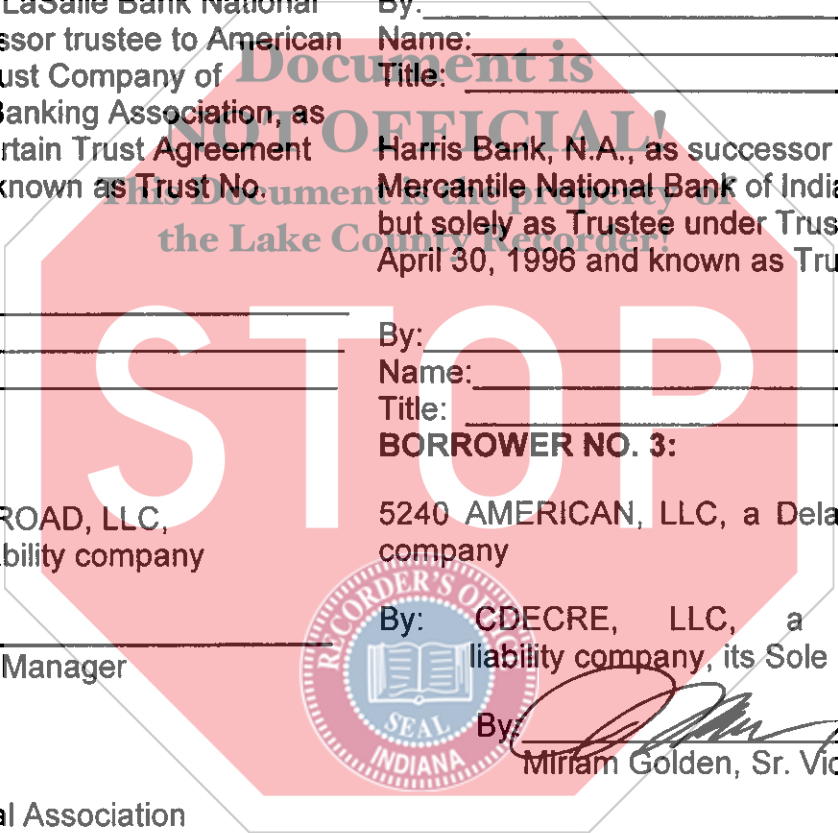 LaSalle Bank National
ssor trustee to American
ust Company of
Banking Association, as
rtain Trust Agreement
known as Trust No.
ROAD, LLC,
bility company
Manager
al Association
By:
Name:
Title:
Harris Bank, N.A., as successor
Mercantile National Bank of India
but solely as Trustee under Trus
April 30, 1996 and known as Tru
By:
Name:
Title:
BORROWER NO. 3:
5240 AMERICAN, LLC, a Dela
company
By: CDECRE, LLC, a
liability company, its Sole
By:
Miriam Golden, Sr. Vic
Document is
NOT OFFICIAL!
This Document is the property of
the Lake County Recorder!
STOP
RECORDER'S OFFICE
SEAL
INDIANA